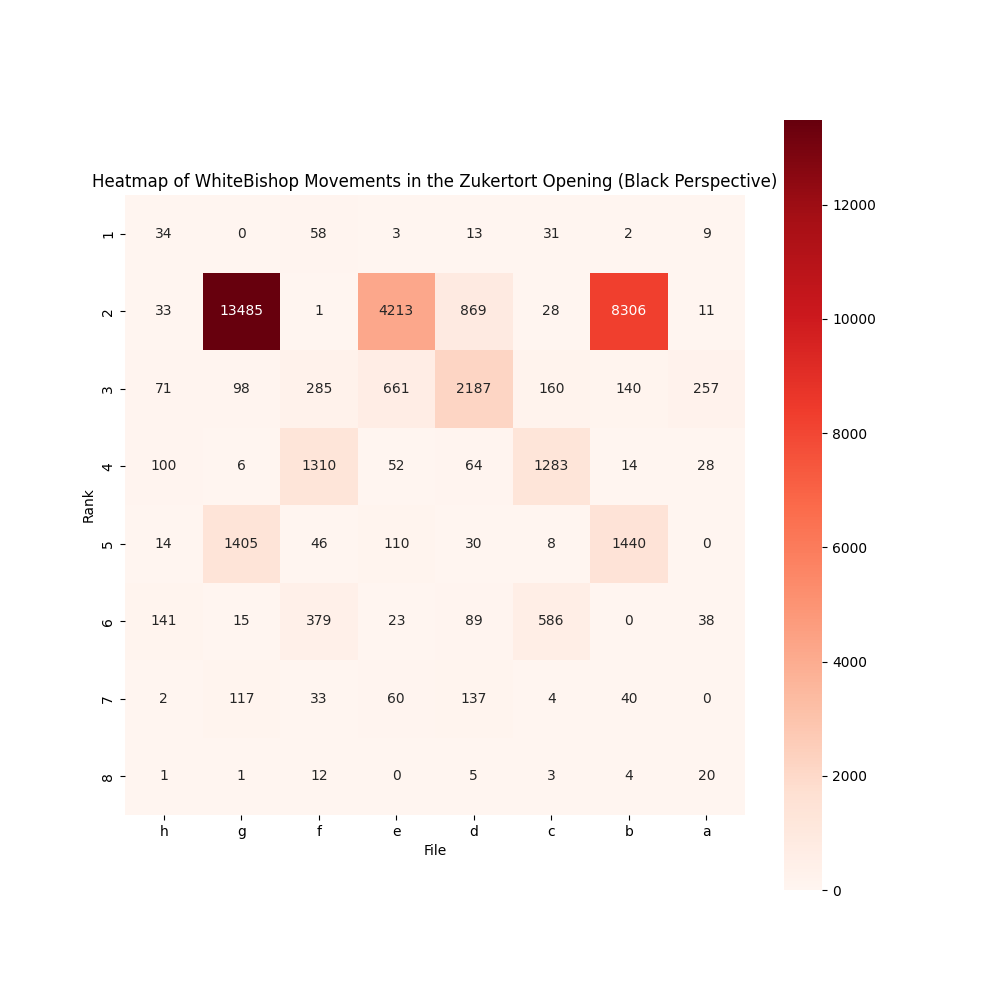 Heatmap of WhiteBishop Movements in the Zukertort Opening (Black Perspective)
1 34 0 58 3 13 31 2 9
2 33 13485 1 4213 869 28 8306 11
3 71 98 285 661 2187 160 140 257
4 100 6 1310 52 64 1283 14 28
5 14 1405 46 110 30 8 1440 0
6 141 15 379 23 89 586 0 38
7 2 117 33 60 137 4 40 0
8 1 1 12 0 5 3 4 20
h g f e d c b a
File
Rank
12000
10000
8000
6000
4000
2000
0